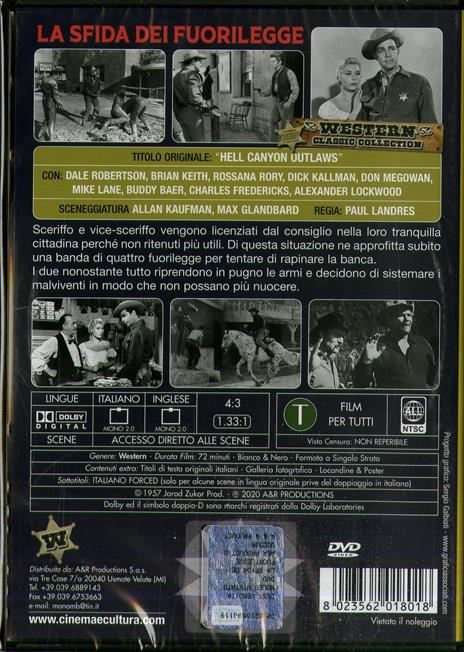 LA SFIDA DEI FUORILEGGE
WESTERN
CLASSIC COLLECTION
TITOLO ORIGINALE: "HELL CANYON OUTLAWS"
CON: DALE ROBERTSON, BRIAN KEITH, ROSSANA RORY, DICK KALLMAN, DON MEGOWAN,
MIKE LANE, BUDDY BAER, CHARLES FREDERICKS, ALEXANDER LOCKWOOD
SCENEGGIATURA ALLAN KAUFMAN, MAX GLANDBARD REGIA: PAUL LANDRES
Sceriffo e vice-sceriffo vengono licenziati dal consiglio nella loro tranquilla
cittadina perché non ritenuti più utili. Di questa situazione ne approfitta subito
una banda di quattro fuorilegge per tentare di rapinare la banca.
I due nonostante tutto riprendono in pugno le armi e decidono di sistemare i
malviventi in modo che non possano più nuocere.
LINGUE ITALIANO INGLESE 4:3 T FILM PER TUTTI ALL
DOLBY DIGITAL MONO 2.0 MONO 2.0 1.33:1 NTSC
SCENE ACCESSO DIRETTO ALLE SCENE Visto Censura: NON REPERIBILE
Genere: Western - Durata Film: 72 minuti - Bianco & Nero - Formato a Singolo Strato
Contenuti extra: Titoli di testa originali italiani - Galleria fotografica - Locandine & Poster
Sottotitoli: ITALIANO FORCED (solo per alcune scene in lingua originale prive del doppiaggio in italiano)
© 1957 Jarod Zukor Prod. - ℗ 2020 A&R PRODUCTIONS
Dolby ed il simbolo doppia-D sono marchi registrati dalla Dolby Laboratories
Progetto grafico: Sergio Galbiati - www.graficiassociati.com
W
Distribuito da: A&R Productions S.a.s.
via Tre Case 7/a 20040 Usmate Velate (MI)
Tel. +39.039.6889143
Fax +39.039.6753663
e-mail: monomb@tin.it
www.cinemaecultura.com
DVD
VIDEO
8 023562 018018
Vietato il noleggio